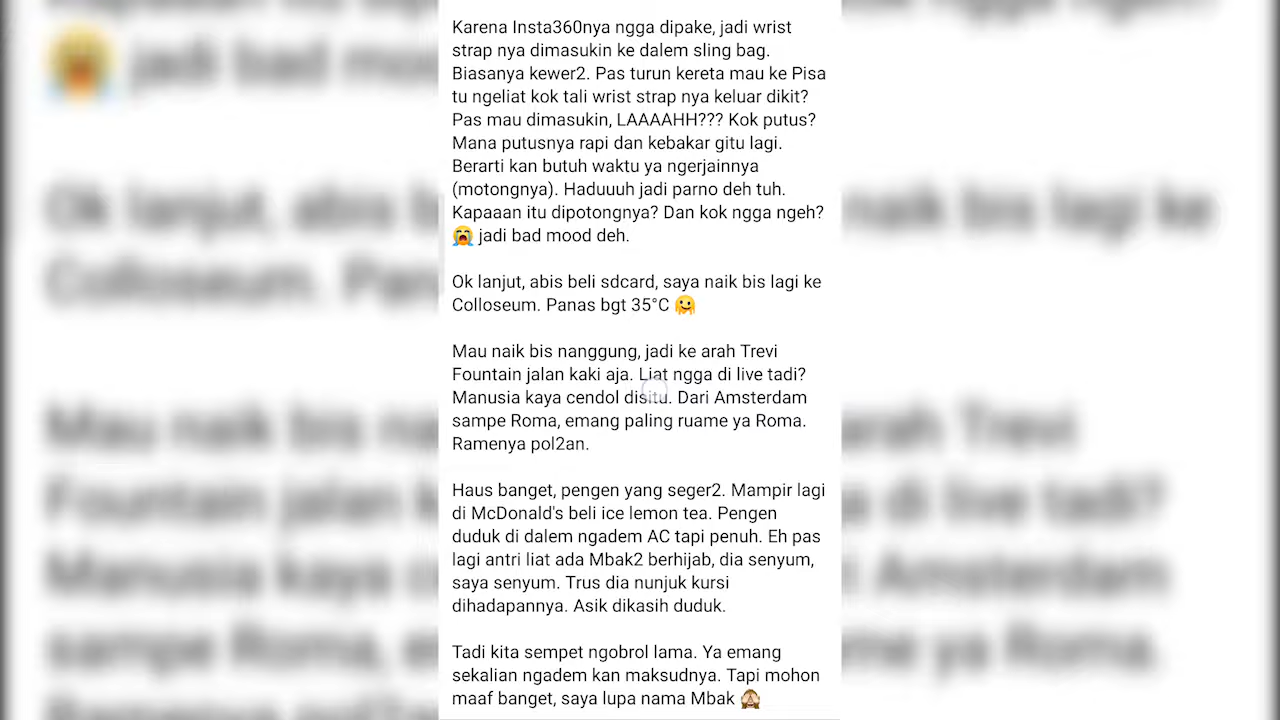 Karena Insta360nya ngga dipake, jadi wrist
strap nya dimasukin ke dalem sling bag.
Biasanya kewer2. Pas turun kereta mau ke Pisa
tu ngeliat kok tali wrist strap nya keluar dikit?
Pas mau dimasukin, LAAAAHH??? Kok putus?
Mana putusnya rapi dan kebakar gitu lagi.
Berarti kan butuh waktu ya ngerjainnya
(motongnya). Haduuuh jadi parno deh tuh.
Kapaaan itu dipotongnya? Dan kok ngga ngeh?
😭 jadi bad mood deh.
Ok lanjut, abis beli sdcard, saya naik bis lagi ke
Colloseum. Panas bgt 35°C 🫠
Mau naik bis nanggung, jadi ke arah Trevi
Fountain jalan kaki aja. Liat ngga di live tadi?
Manusia kaya cendol disitu. Dari Amsterdam
sampe Roma, emang paling ruame ya Roma.
Ramenya pol2an.
Haus banget, pengen yang seger2. Mampir lagi
di McDonald's beli ice lemon tea. Pengen
duduk di dalem ngadem AC tapi penuh. Eh pas
lagi antri liat ada Mbak2 berhijab, dia senyum,
saya senyum. Trus dia nunjuk kursi
dihadapannya. Asik dikasih duduk.
Tadi kita sempet ngobrol lama. Ya emang
sekalian ngadem kan maksudnya. Tapi mohon
maaf banget, saya lupa nama Mbak 🙈